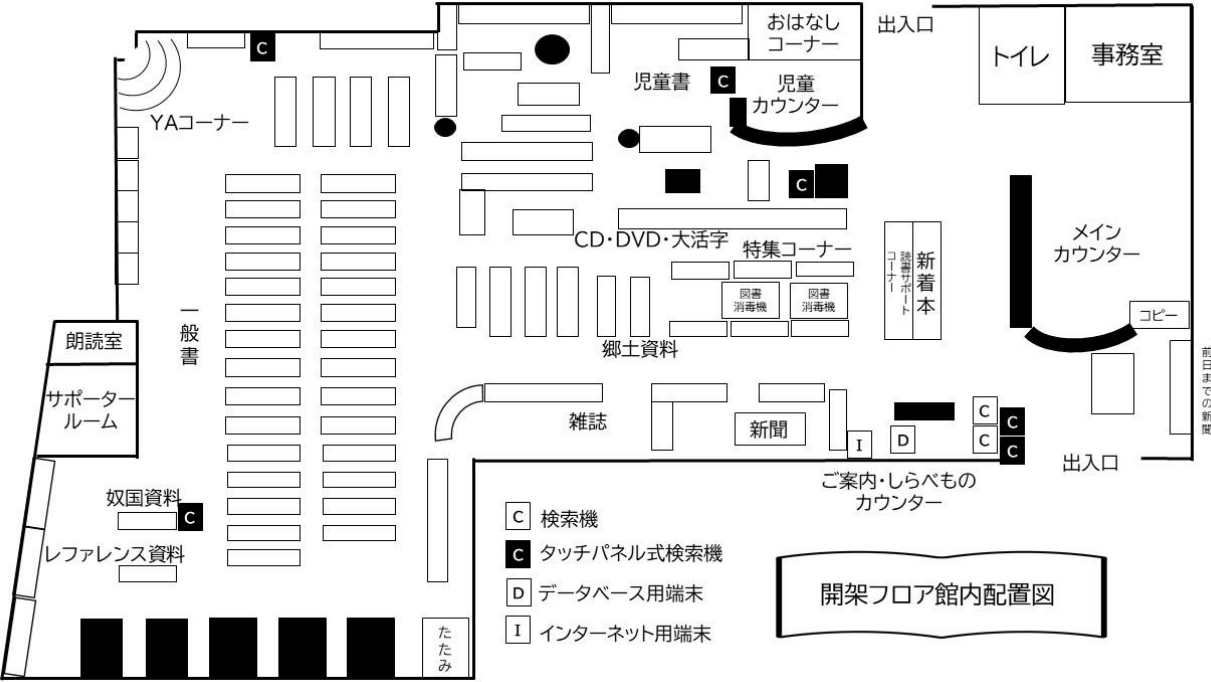 おはなし
コーナー
出入口
トイレ
事務室
C
児童書
C
児童
カウンター
YAコーナー
C
CD・DVD・大活字
特集コーナー
図書
消毒機
図書
消毒機
新着本
読書サポート
コーナー
メイン
カウンター
コピー
前日までの新聞
一般書
朗読室
サポーター
ルーム
郷土資料
雑誌
新聞
I
D
C
C
C
C
出入口
ご案内・しらべもの
カウンター
奴国資料
C
レファレンス資料
たたみ
C 検索機
C タッチパネル式検索機
D データベース用端末
I インターネット用端末
開架フロア館内配置図